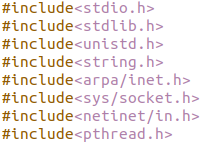 #include<stdio.h>
#include<stdlib.h>
#include<unistd.h>
#include<string.h>
#include<arpa/inet.h>
#include<sys/socket.h>
#include<netinet/in.h>
#include<pthread.h>